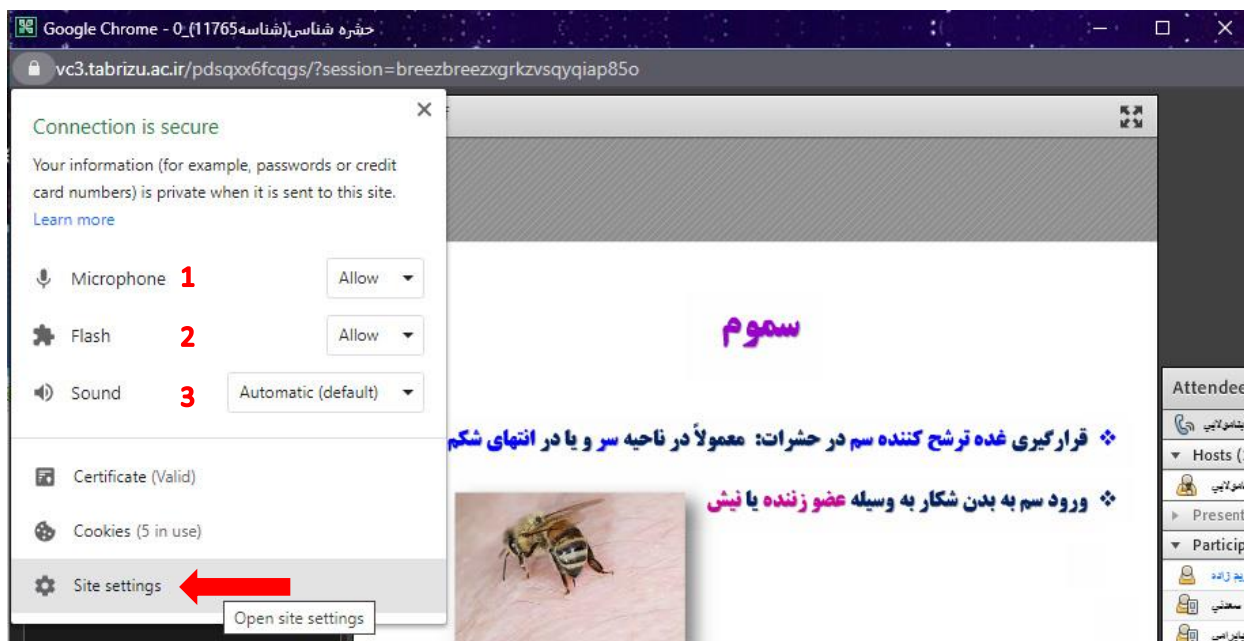 حشره شناسی(شناسه11765)_0 - Google Chrome
vc3.tabrizu.ac.ir/pdsqxx6fcqgs/?session=breezbreezxgrkzvsqyqiap85o
Connection is secure
Your information (for example, passwords or credit
card numbers) is private when it is sent to this site.
Learn more
Microphone 1 Allow
Flash 2 Allow
Sound 3 Automatic (default)
Certificate (Valid)
Cookies (5 in use)
Site settings
Open site settings
سموم
قرارگیری غده ترشح کننده سم در حشرات: معمولاً در ناحیه سر و یا در انتهای شکم
ورود سم به بدن شکار به وسیله عضو زننده یا نیش
Attendee
Hosts (
Present
Particip
سعدني